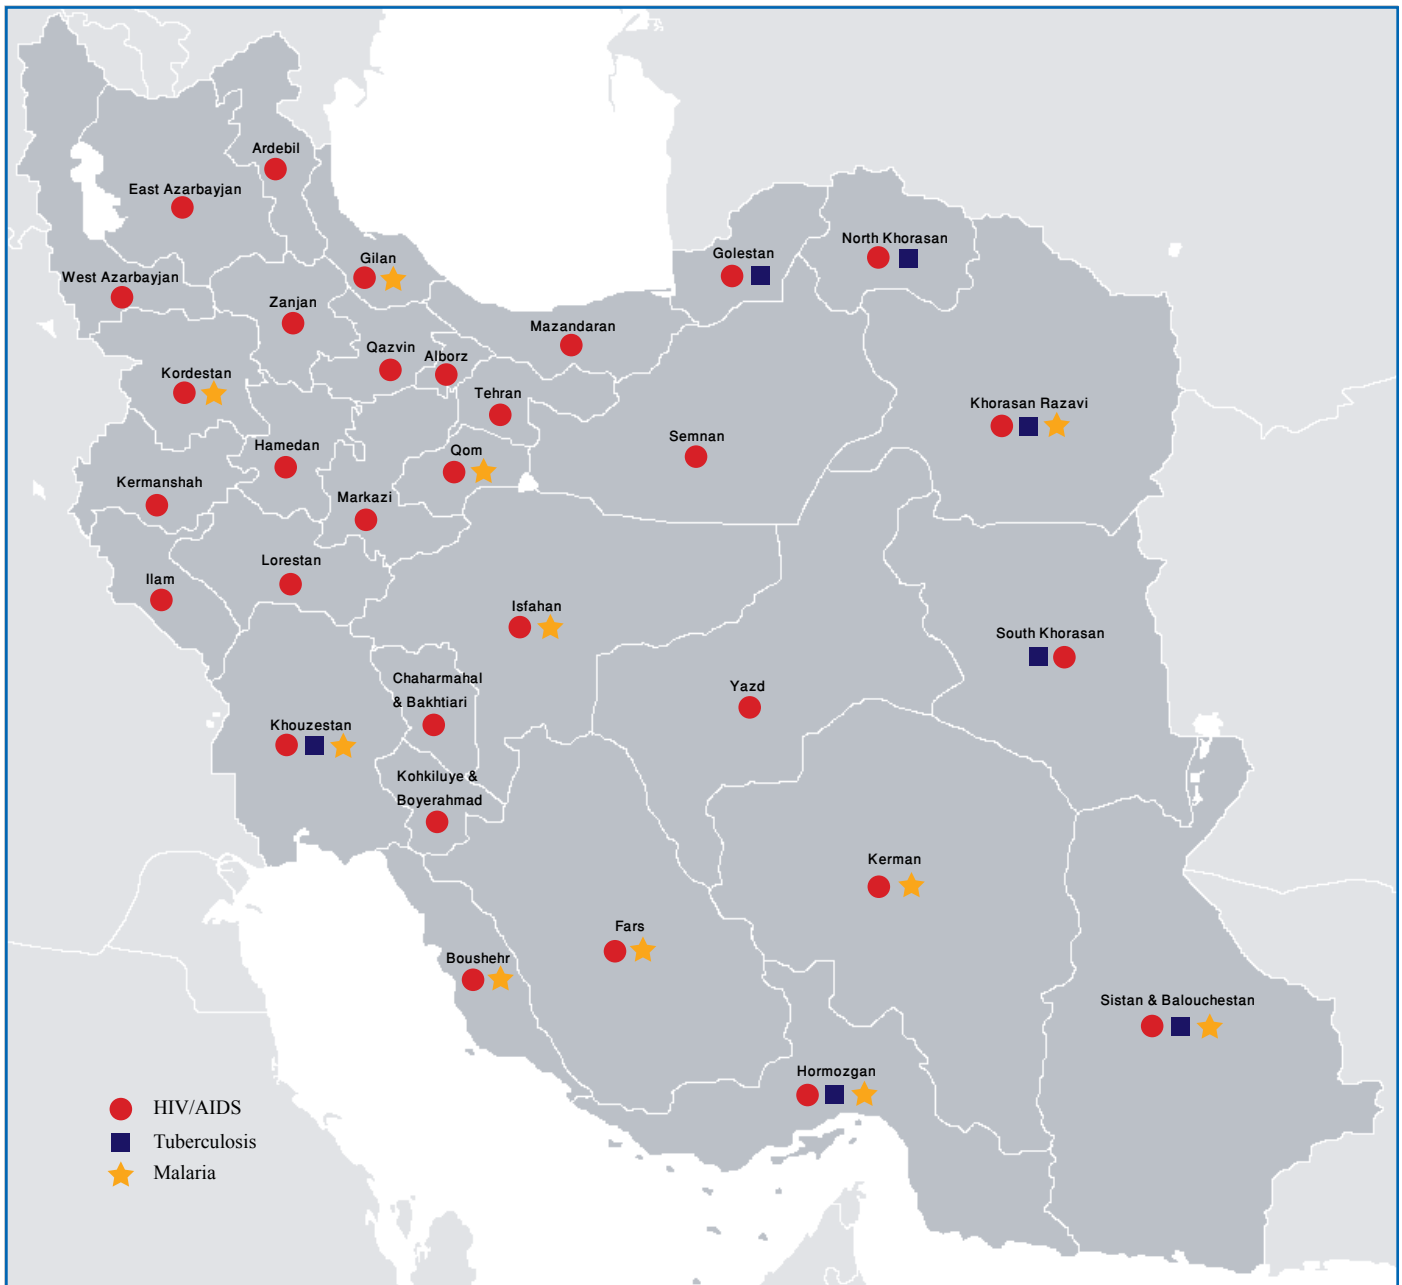 Ardebil
East Azarbayjan
North Khorasan
Golestan
Gilan
West Azarbayjan
Zanjan
Mazandaran
Qazvin
Alborz
Kordestan
Tehran
Khorasan Razavi
Semnan
Hamedan
Qom
Kermanshah
Markazi
Lorestan
Ilam
Isfahan
South Khorasan
Chaharmahal
& Bakhtiari
Yazd
Khouzestan
Kohkiluye &
Boyerahmad
Kerman
Fars
Boushehr
Sistan & Balouchestan
Hormozgan
HIV/AIDS
Tuberculosis
Malaria